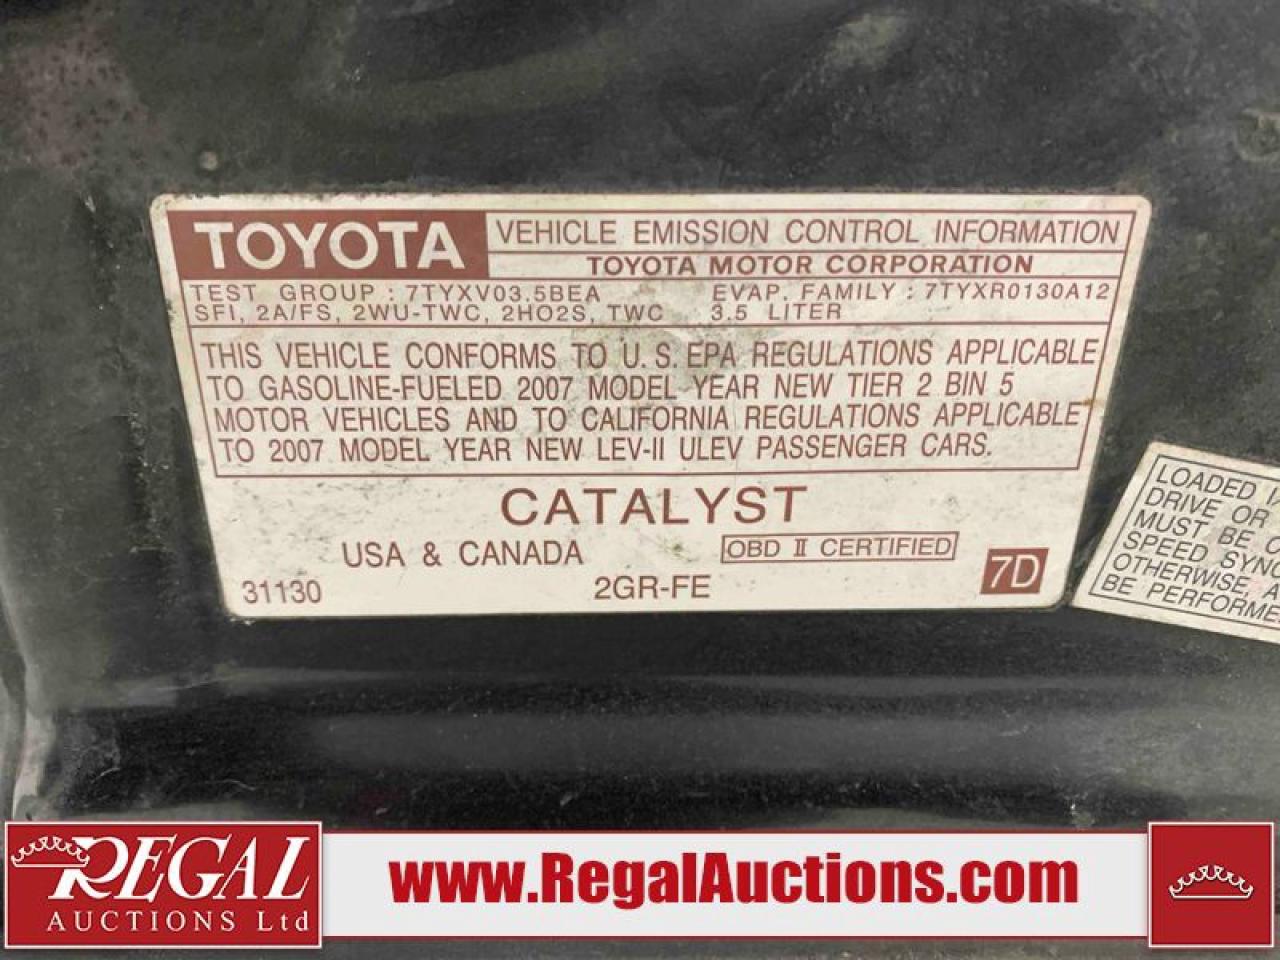 TOYOTA
VEHICLE EMISSION CONTROL INFORMATION
TOYOTA MOTOR CORPORATION
TEST GROUP : 7TYXV03.5BEA EVAP. FAMILY : 7TYXR0130A12
SFI, 2A/FS, 2WU-TWC, 2HO2S, TWC 3.5 LITER
THIS VEHICLE CONFORMS TO U.S. EPA REGULATIONS APPLICABLE
TO GASOLINE-FUELED 2007 MODEL YEAR NEW TIER 2 BIN 5
MOTOR VEHICLES AND TO CALIFORNIA REGULATIONS APPLICABLE
TO 2007 MODEL YEAR NEW LEV-II ULEV PASSENGER CARS.
CATALYST
USA & CANADA OBD II CERTIFIED
31130 2GR-FE 7D
LOADED
DRIVE OR
MUST BE
SPEED
OTHERWISE,
BE
REGAL
AUCTIONS Ltd
www.RegalAuctions.com